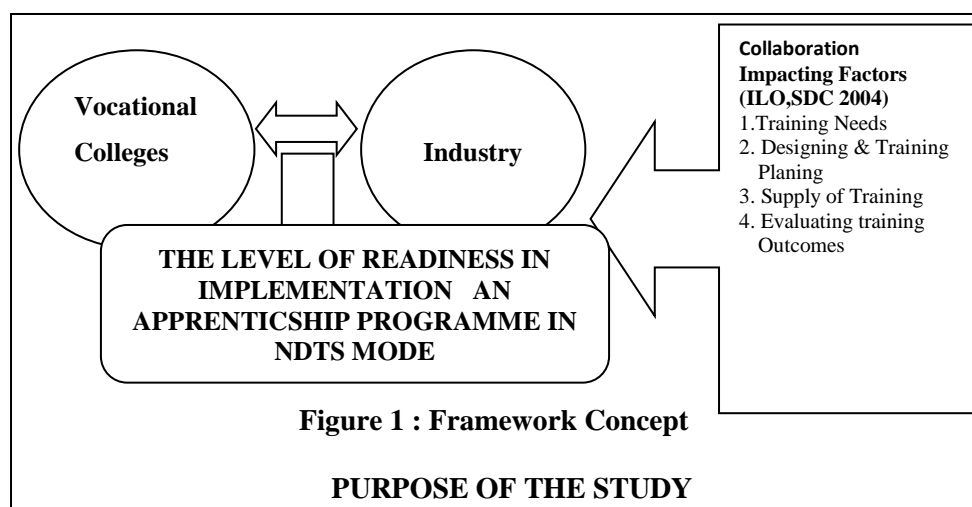 Vocational
Colleges
Industry
Collaboration
Impacting Factors
(ILO,SDC 2004)
1.Training Needs
2. Designing & Training
Planing
3. Supply of Training
4. Evaluating training
Outcomes
THE LEVEL OF READINESS IN
IMPLEMENTATION AN
APPRENTICSHIP PROGRAMME IN
NDTS MODE
Figure 1 : Framework Concept
PURPOSE OF THE STUDY